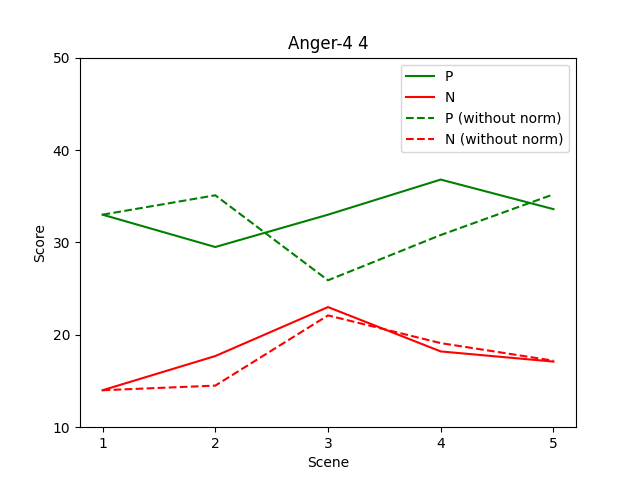 Anger-4 4
50
40
30
20
10
Score
P
N
P (without norm)
N (without norm)
1 2 3 4 5
Scene